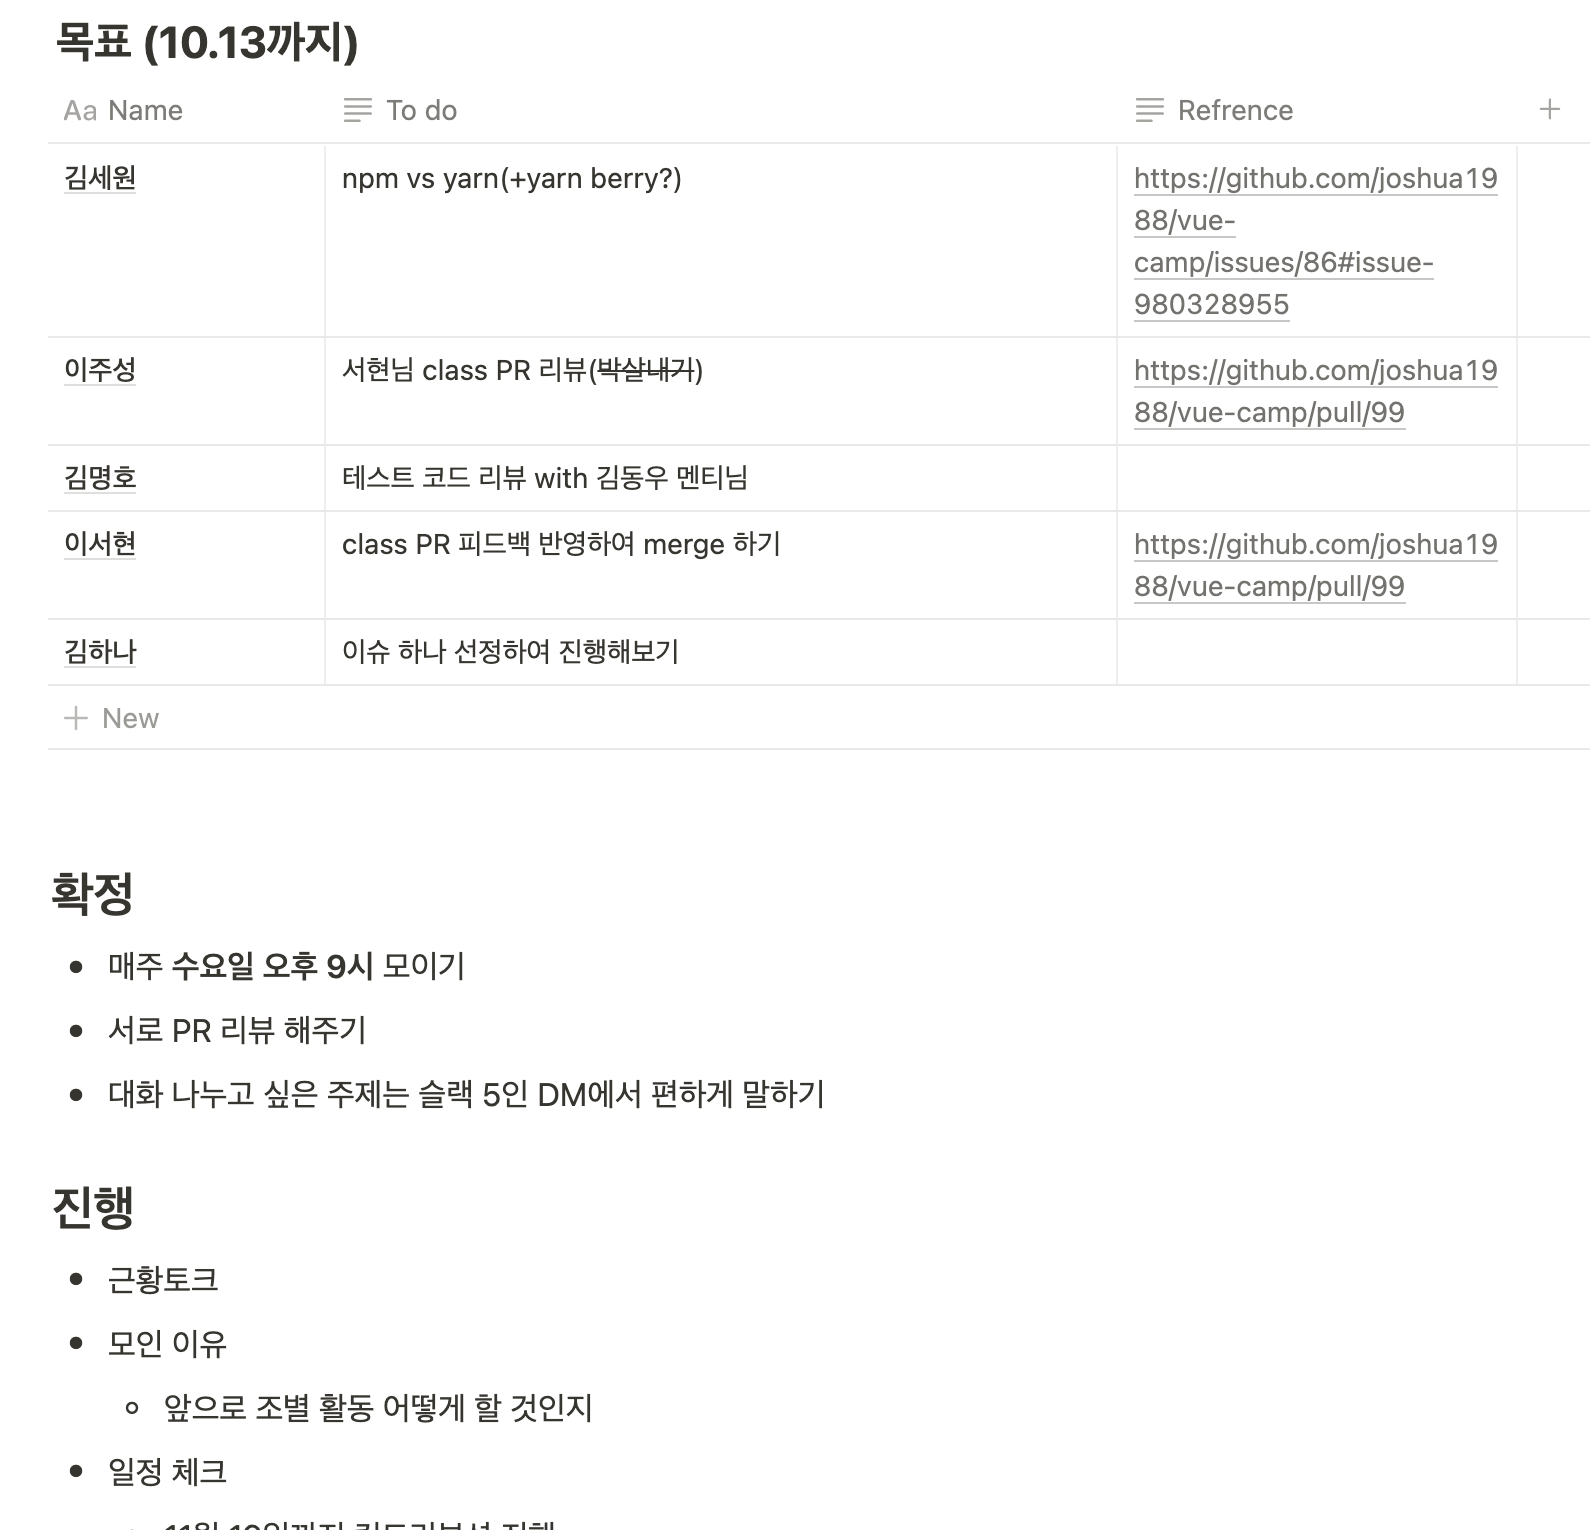 목표 (10.13까지)
Aa Name To do Refrence
김세원 npm vs yarn(+yarn berry?) https://github.com/joshua19
88/vue-
camp/issues/86#issue-
980328955
이주성 서현님 class PR 리뷰(박살내기) https://github.com/joshua19
88/vue-camp/pull/99
김명호 테스트 코드 리뷰 with 김동우 멘티님
이서현 class PR 피드백 반영하여 merge 하기 https://github.com/joshua19
88/vue-camp/pull/99
김하나 이슈 하나 선정하여 진행해보기
+ New
확정
• 매주 수요일 오후 9시 모이기
• 서로 PR 리뷰 해주기
• 대화 나누고 싶은 주제는 슬랙 5인 DM에서 편하게 말하기
진행
• 근황토크
• 모인 이유
◦ 앞으로 조별 활동 어떻게 할 것인지
• 일정 체크